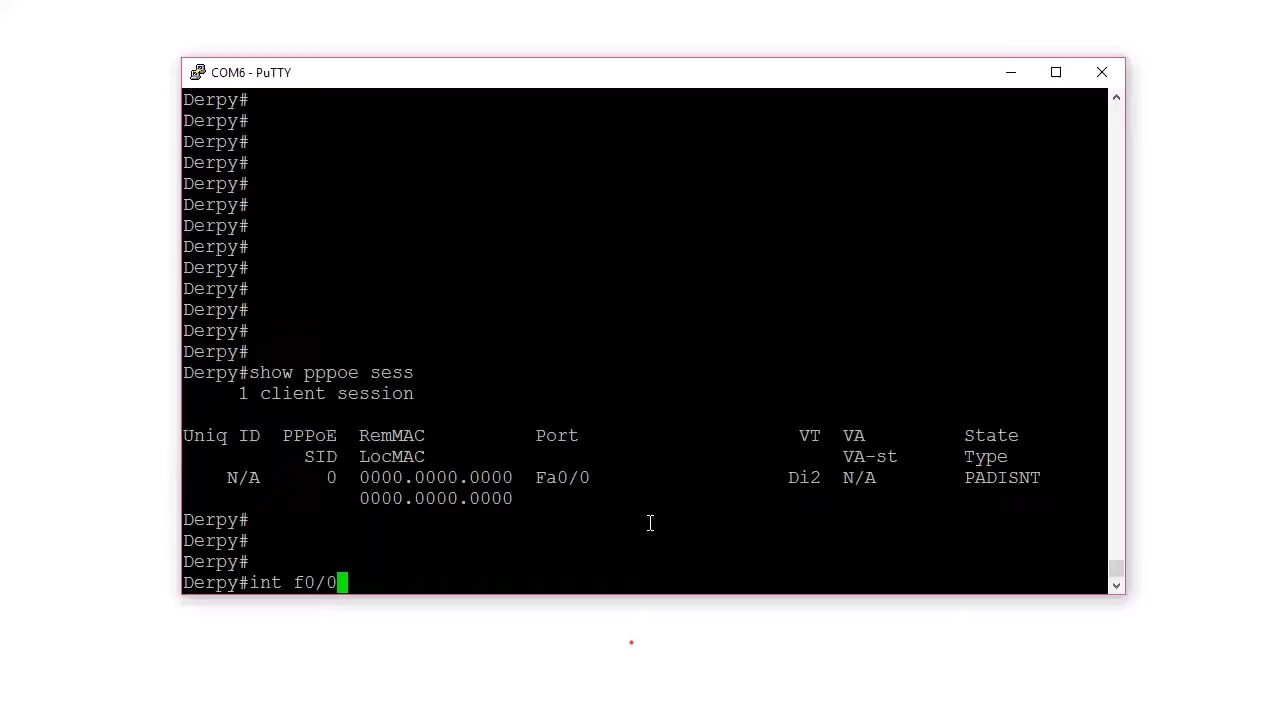 COM6 - PuTTY
Derpy#
Derpy#
Derpy#
Derpy#
Derpy#
Derpy#
Derpy#
Derpy#
Derpy#
Derpy#
Derpy#
Derpy#
Derpy#
Derpy#show pppoe sess
     1 client session
Uniq ID  PPPoE  RemMAC          Port                    VT  VA         State
           SID  LocMAC                                      VA-st      Type
    N/A      0  0000.0000.0000  Fa0/0                  Di2  N/A        PADISNT
                0000.0000.0000
Derpy#
Derpy#
Derpy#
Derpy#int f0/0